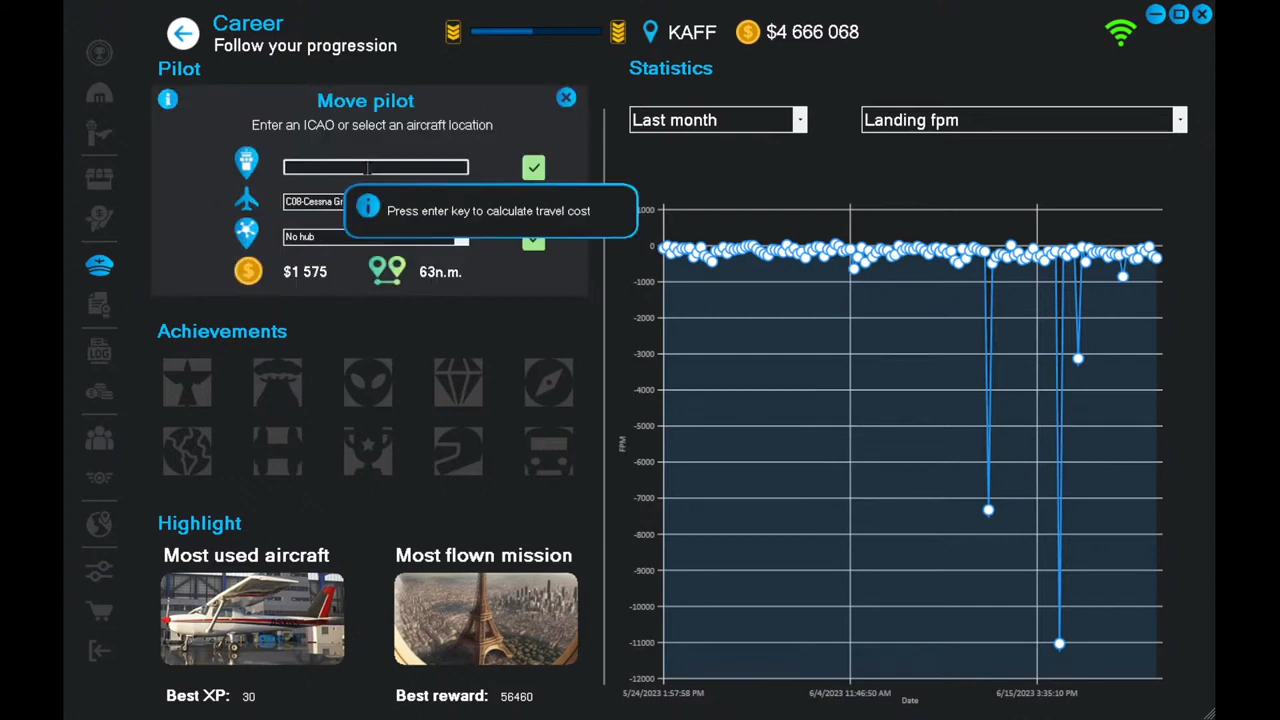 Career
Follow your progression
KAFF
$4 666 068
Pilot
Move pilot
Enter an ICAO or select an aircraft location
C08-Cessna Gr
Press enter key to calculate travel cost
No hub
$1 575
63n.m.
Achievements
LOG
Highlight
Most used aircraft
Most flown mission
Best XP: 30
Best reward: 56460
Statistics
Last month
Landing fpm
1000
0
-1000
-2000
-3000
-4000
-5000
-6000
-7000
-8000
-9000
-10000
-11000
-12000
FPM
5/24/2023 1:57:58 PM
6/4/2023 11:46:50 AM
6/15/2023 3:35:10 PM
Date